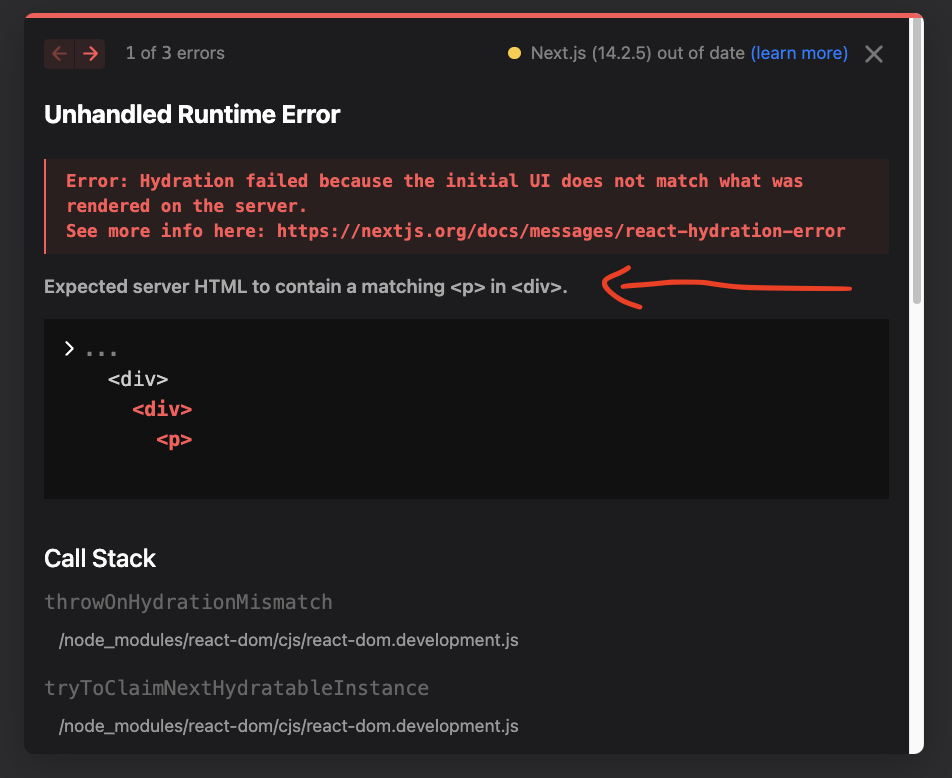 1 of 3 errors
Next.js (14.2.5) out of date (learn more)
Unhandled Runtime Error
Error: Hydration failed because the initial UI does not match what was
rendered on the server.
See more info here: https://nextjs.org/docs/messages/react-hydration-error
Expected server HTML to contain a matching <p> in <div>.
...
<div>
<div>
<p>
Call Stack
throwOnHydrationMismatch
/node_modules/react-dom/cjs/react-dom.development.js
tryToClaimNextHydratableInstance
/node_modules/react-dom/cjs/react-dom.development.js